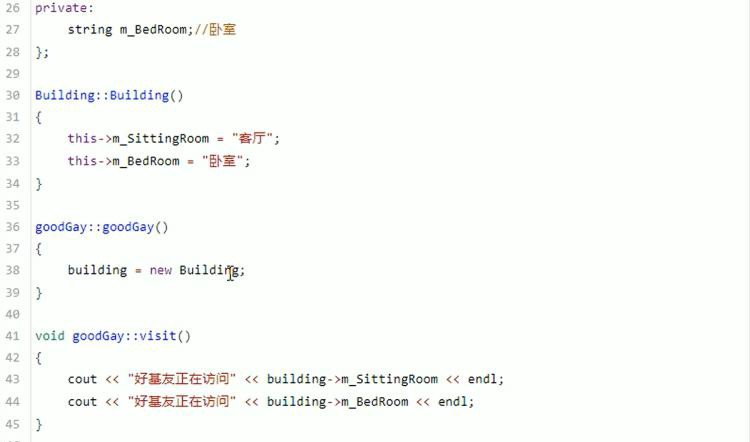 26 private:
27 string m_BedRoom;//卧室
28 };
29
30 Building::Building()
31 {
32 this->m_SittingRoom = "客厅";
33 this->m_BedRoom = "卧室";
34 }
35
36 goodGay::goodGay()
37 {
38 building = new Building;
39 }
40
41 void goodGay::visit()
42 {
43 cout << "好基友正在访问" << building->m_SittingRoom << endl;
44 cout << "好基友正在访问" << building->m_BedRoom << endl;
45 }